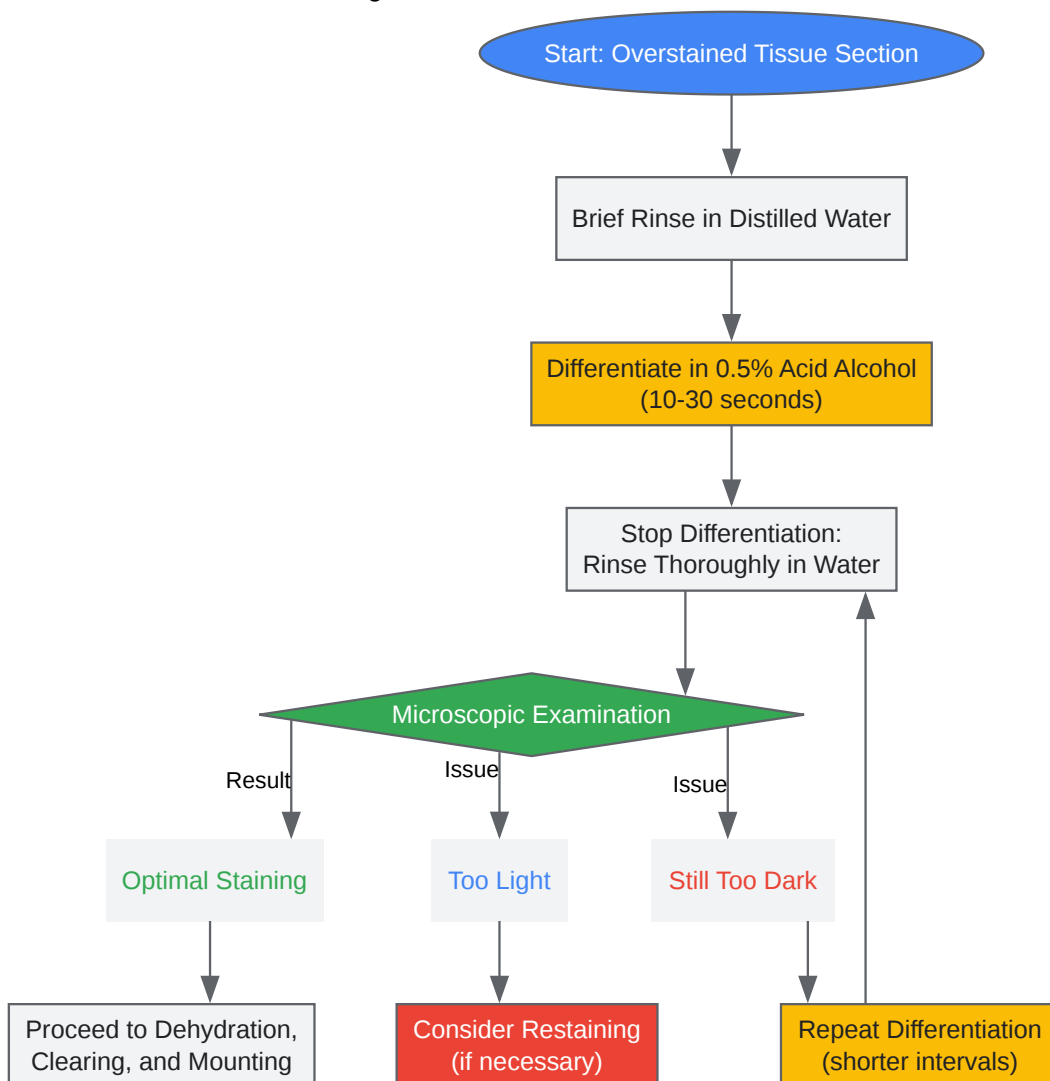 Start: Overstained Tissue Section
Brief Rinse in Distilled Water
Differentiate in 0.5% Acid Alcohol
(10-30 seconds)
Stop Differentiation:
Rinse Thoroughly in Water
Microscopic Examination
Result
Issue
Issue
Optimal Staining
Too Light
Still Too Dark
Proceed to Dehydration,
Clearing, and Mounting
Consider Restaining
(if necessary)
Repeat Differentiation
(shorter intervals)